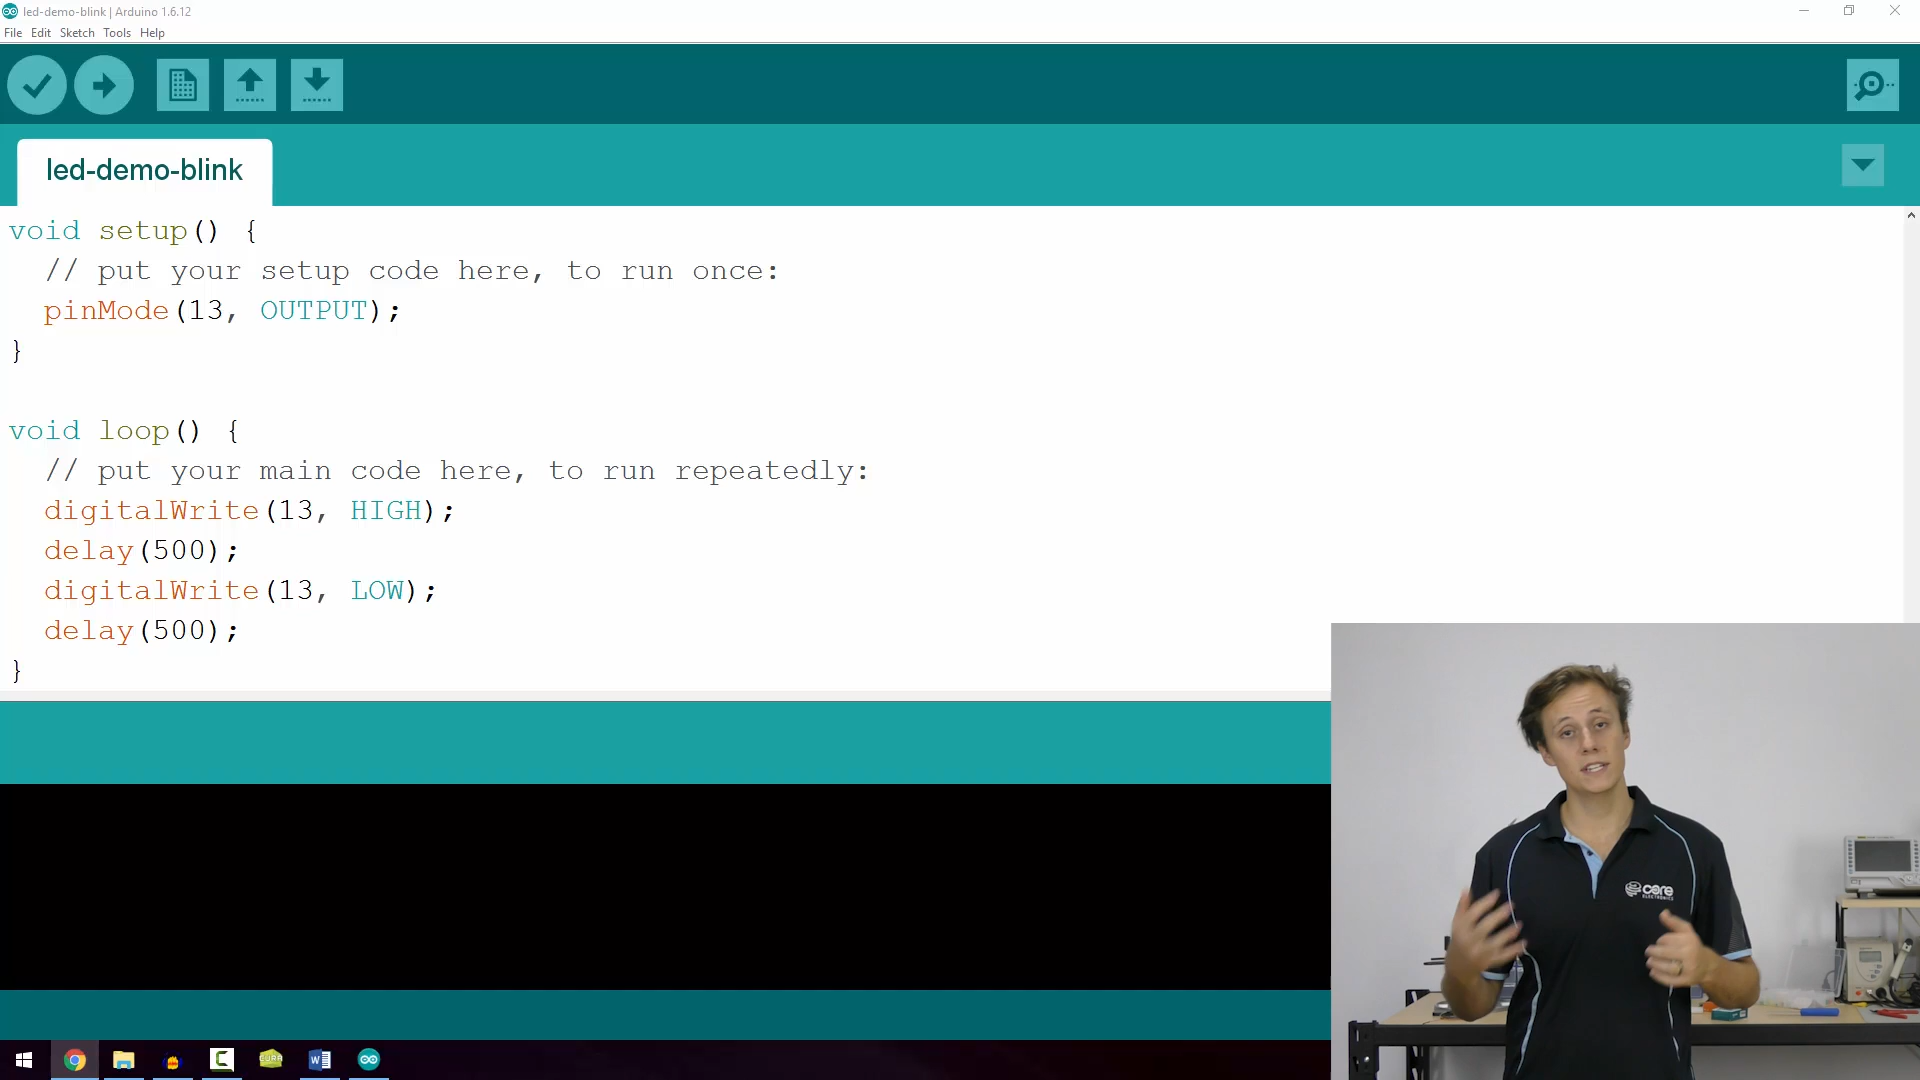 led-demo-blink | Arduino 1.6.12
File Edit Sketch Tools Help
led-demo-blink
void setup() {
// put your setup code here, to run once:
pinMode(13, OUTPUT);
}
void loop() {
// put your main code here, to run repeatedly:
digitalWrite(13, HIGH);
delay(500);
digitalWrite(13, LOW);
delay(500);
}
core
ELECTRONICS
CURA
W